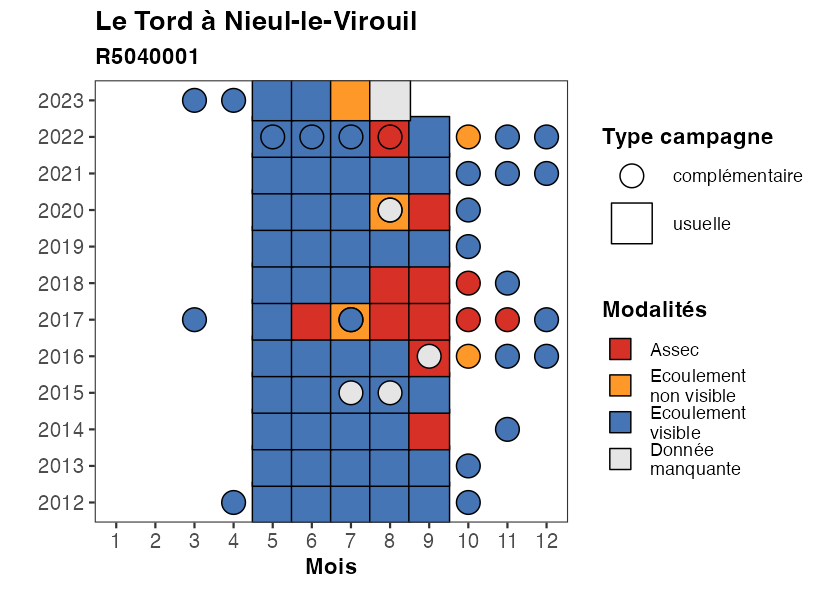 Le Tord à Nieul-le-Virouil
R5040001
2023
2022
2021
2020
2019
2018
2017
2016
2015
2014
2013
2012
1 2 3 4 5 6 7 8 9 10 11 12
Mois
Type campagne
complémentaire
usuelle
Modalités
Assec
Ecoulement
non visible
Ecoulement
visible
Donnée
manquante